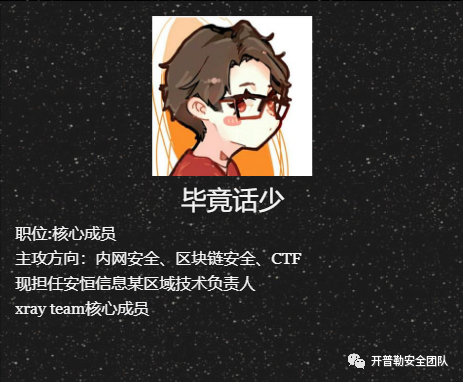 毕竟话少
职位:核心成员
主攻方向：内网安全、区块链安全、CTF
现担任安恒信息某区域技术负责人
xray team核心成员
开普勒安全团队